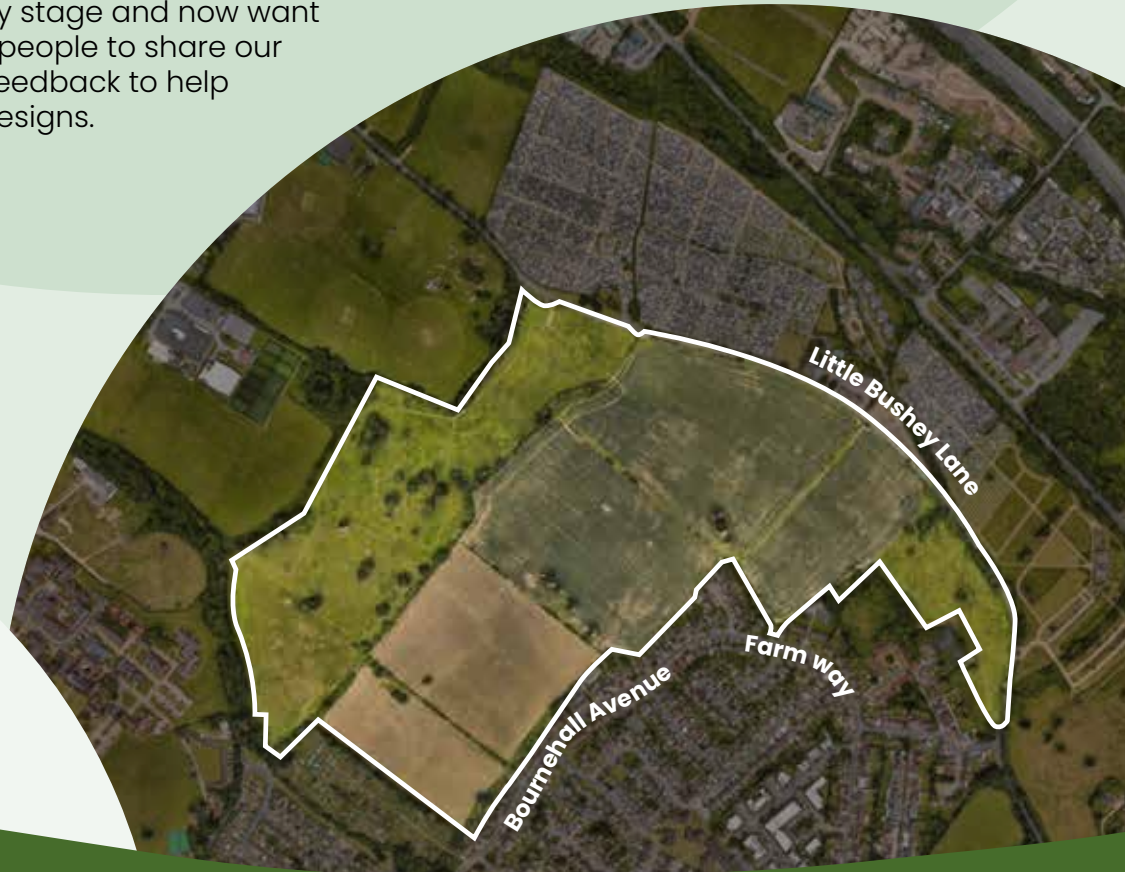 y stage and now want
people to share our
eedback to help
esigns.
Little Bushey Lane
Farm Way
Bournehall Avenue